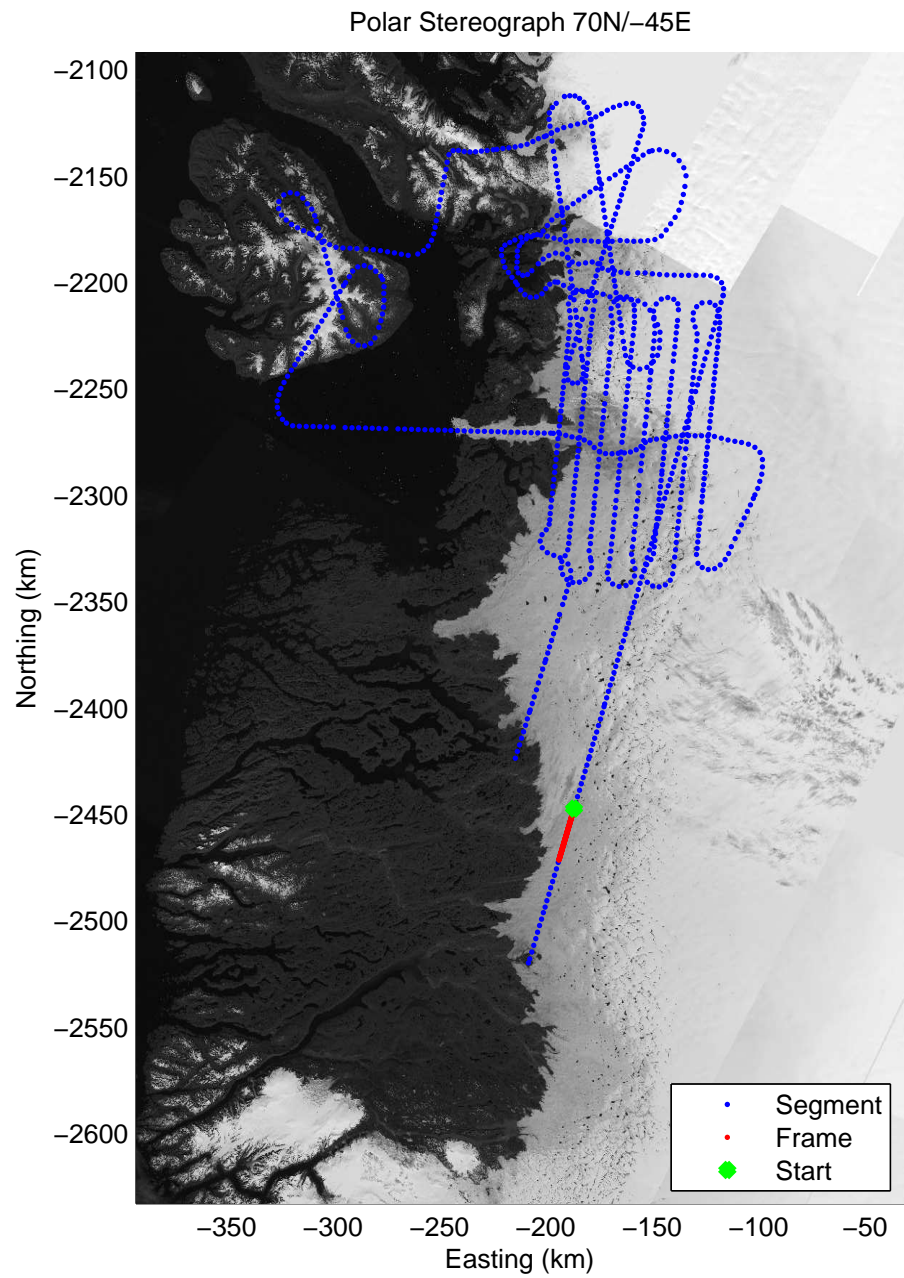 Polar Stereograph 70N/−45E
−2100
−2150
−2200
−2250
−2300
−2350
−2400
−2450
−2500
−2550
−2600
Northing (km)
Segment
Frame
Start
−350 −300 −250 −200 −150 −100 −50
Easting (km)